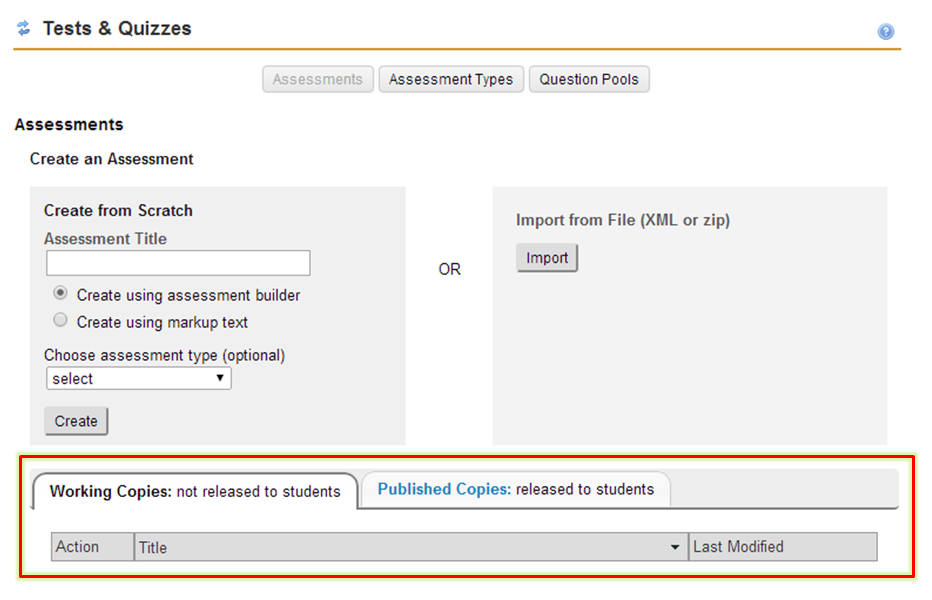 Tests & Quizzes
?
Assessments Assessment Types Question Pools
Assessments
Create an Assessment
Create from Scratch
Assessment Title
Create using assessment builder
Create using markup text
Choose assessment type (optional)
select
Create
OR
Import from File (XML or zip)
Import
Working Copies: not released to students
Published Copies: released to students
Action Title Last Modified